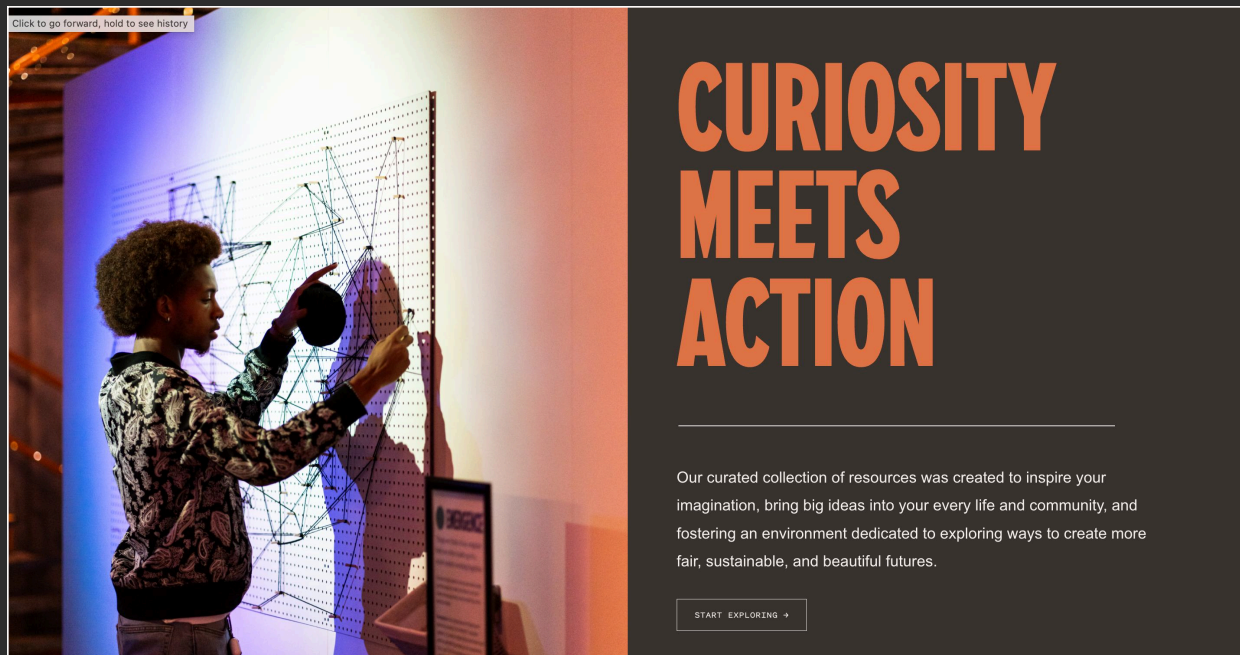 Click to go forward, hold to see history
CURIOSITY
MEETS
ACTION
Our curated collection of resources was created to inspire your
imagination, bring big ideas into your every life and community, and
fostering an environment dedicated to exploring ways to create more
fair, sustainable, and beautiful futures.
START EXPLORING →
EMERGENCE